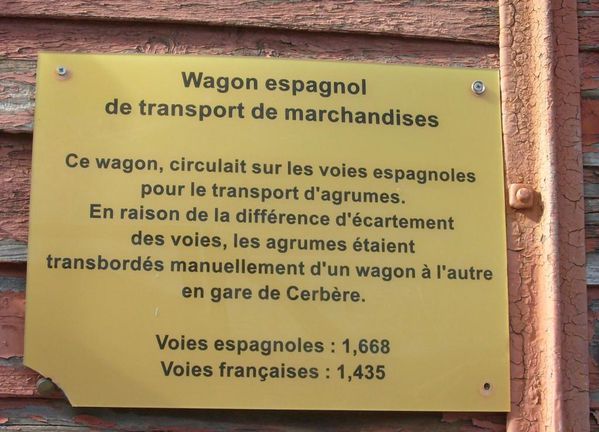 Wagon espagnol
de transport de marchandises
Ce wagon, circulait sur les voies espagnoles
pour le transport d'agrumes.
En raison de la différence d'écartement
des voies, les agrumes étaient
transbordés manuellement d'un wagon à l'autre
en gare de Cerbère.
Voies espagnoles : 1,668
Voies françaises : 1,435